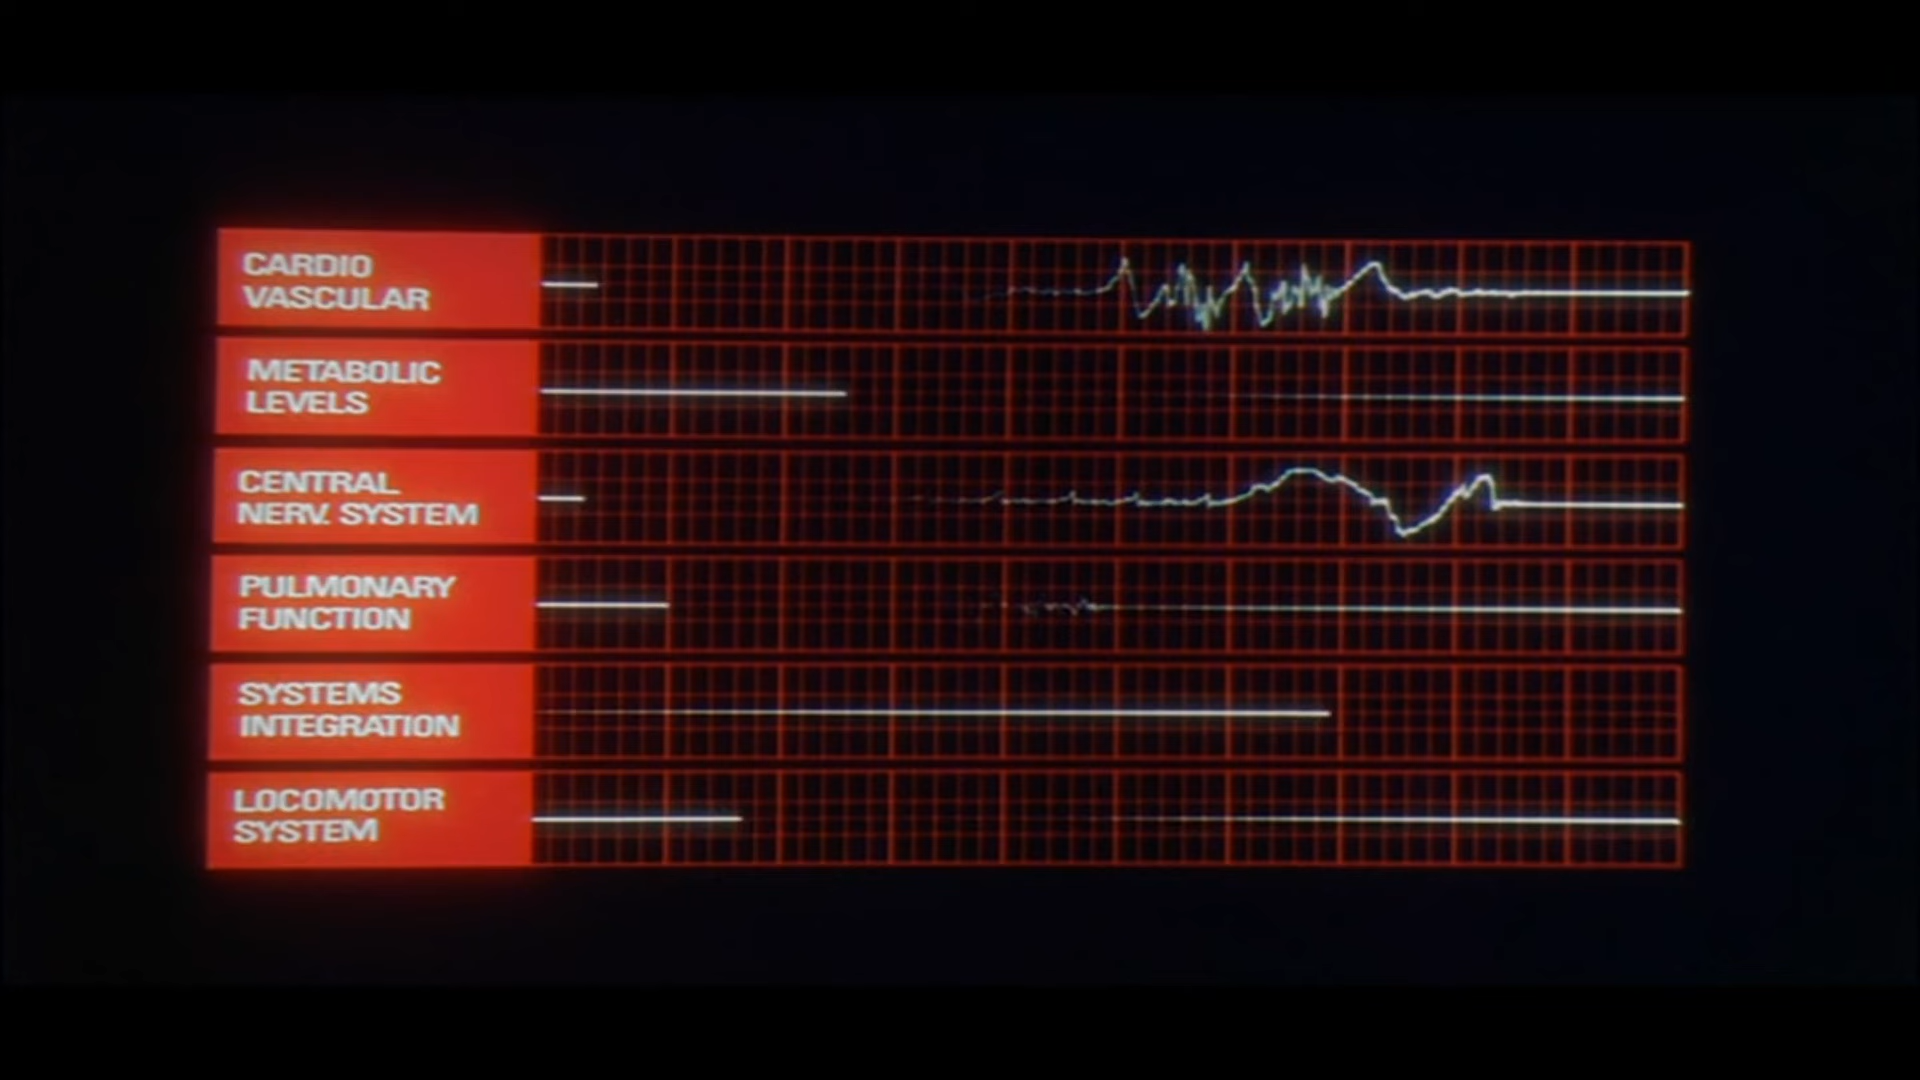 CARDIO
VASCULAR
METABOLIC
LEVELS
CENTRAL
NERV. SYSTEM
PULMONARY
FUNCTION
SYSTEMS
INTEGRATION
LOCOMOTOR
SYSTEM